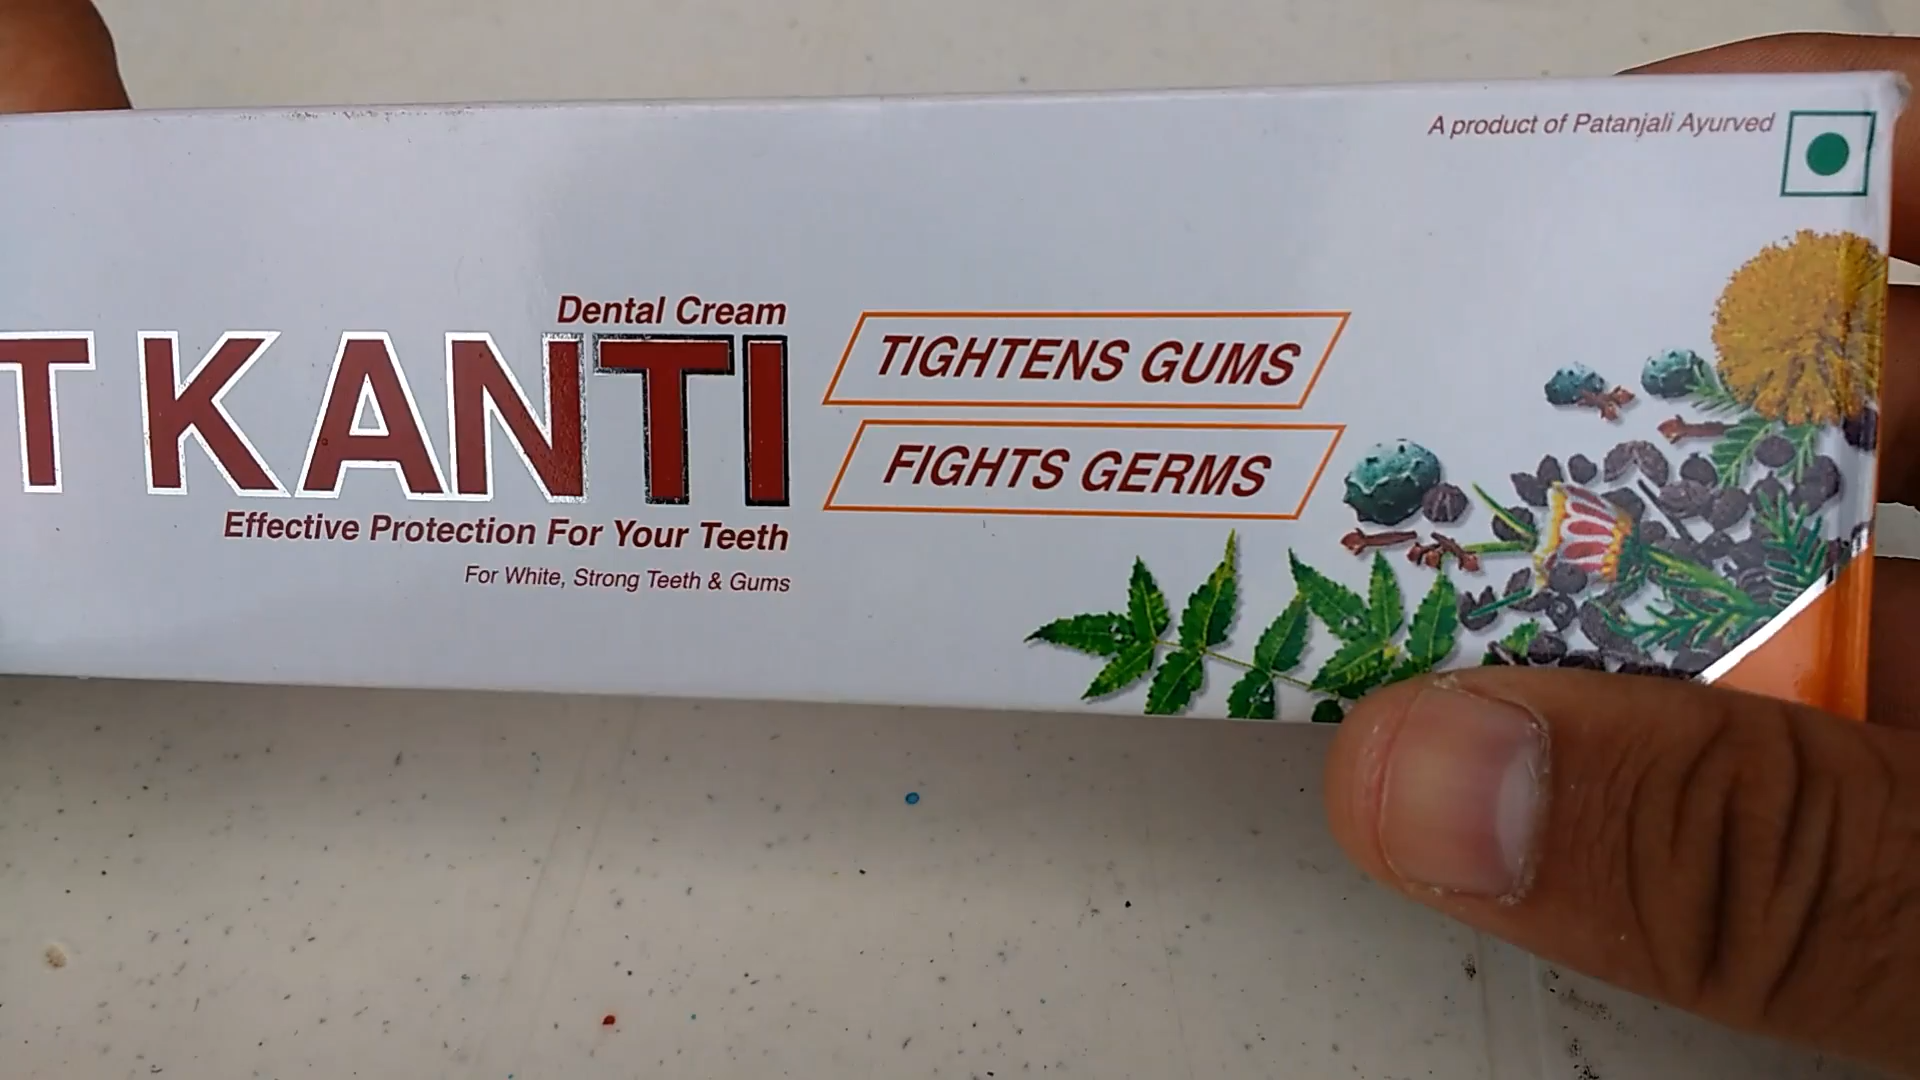 A product of Patanjali Ayurved
Dental Cream
T KANTI
Effective Protection For Your Teeth
For White, Strong Teeth & Gums
TIGHTENS GUMS
FIGHTS GERMS